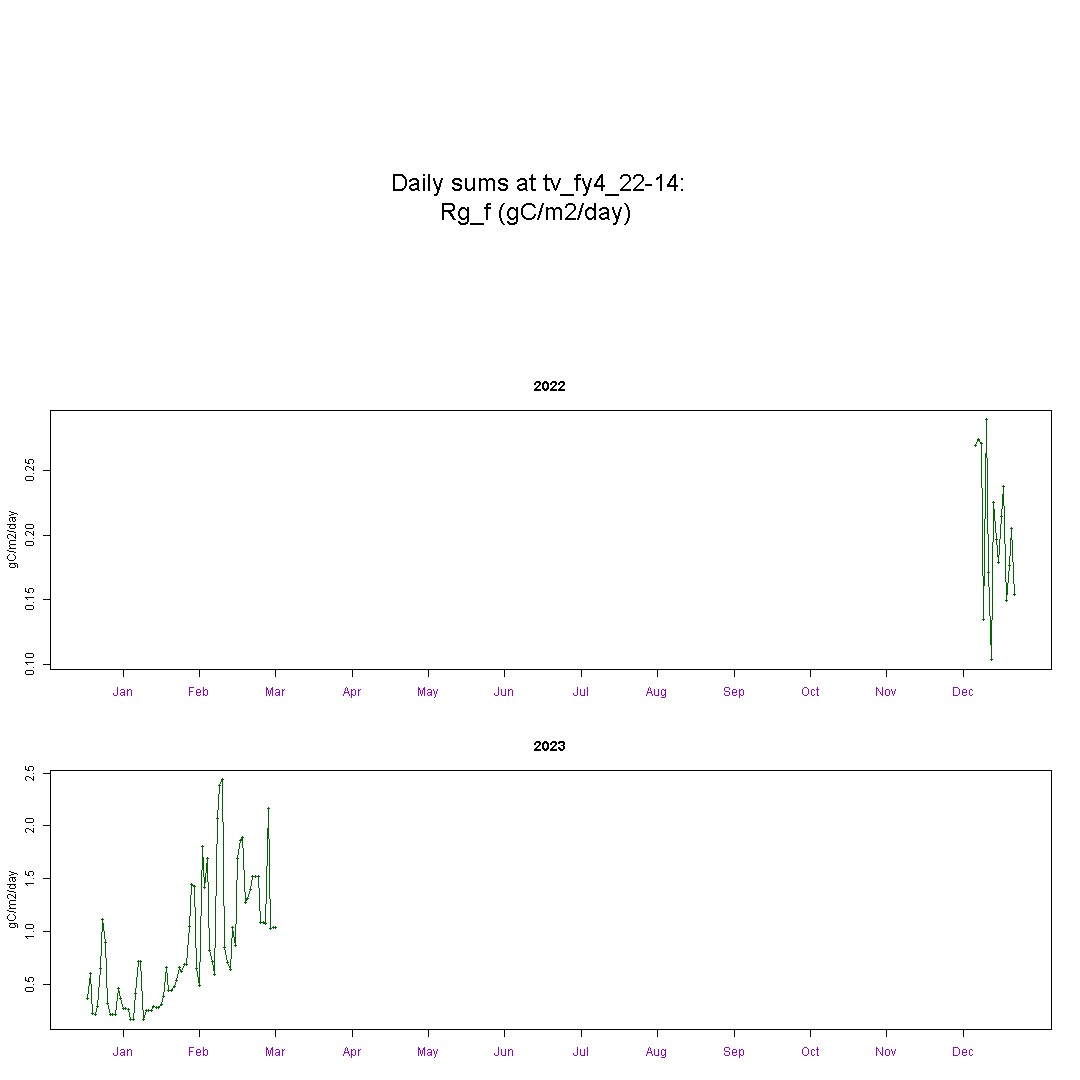 Daily sums at tv_fy4_22-14:
Rg_f (gC/m2/day)
2022
gC/m2/day
0.25
0.20
0.15
0.10
Jan Feb Mar Apr May Jun Jul Aug Sep Oct Nov Dec
2023
gC/m2/day
2.5
2.0
1.5
1.0
0.5
Jan Feb Mar Apr May Jun Jul Aug Sep Oct Nov Dec